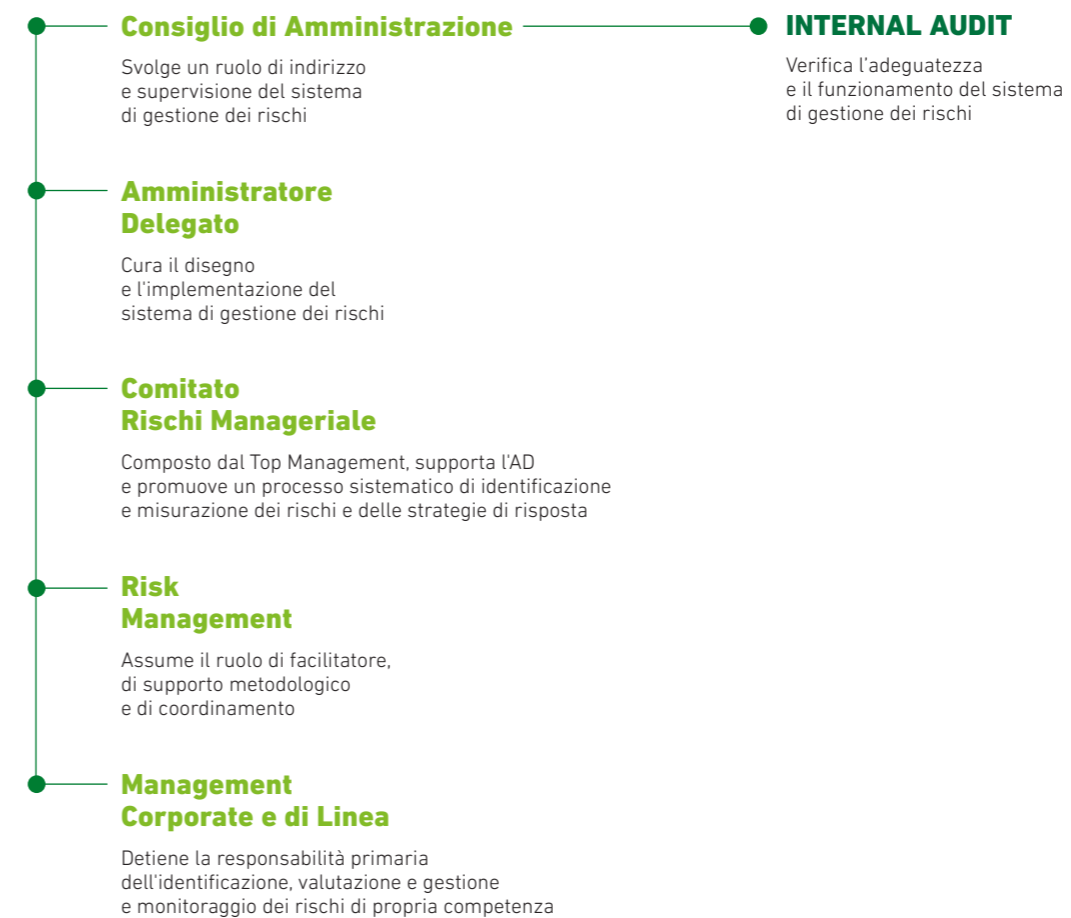 Consiglio di Amministrazione
Svolge un ruolo di indirizzo
e supervisione del sistema
di gestione dei rischi
INTERNAL AUDIT
Verifica l'adeguatezza
e il funzionamento del sistema
di gestione dei rischi
Amministratore
Delegato
Cura il disegno
e l'implementazione del
sistema di gestione dei rischi
Comitato
Rischi Manageriale
Composto dal Top Management, supporta l'AD
e promuove un processo sistematico di identificazione
e misurazione dei rischi e delle strategie di risposta
Risk
Management
Assume il ruolo di facilitatore,
di supporto metodologico
e di coordinamento
Management
Corporate e di Linea
Detiene la responsabilità primaria
dell'identificazione, valutazione e gestione
e monitoraggio dei rischi di propria competenza